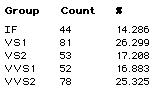 Group Count %
IF 44 14.286
VS1 81 26.299
VS2 53 17.208
VVS1 52 16.883
VVS2 78 25.325